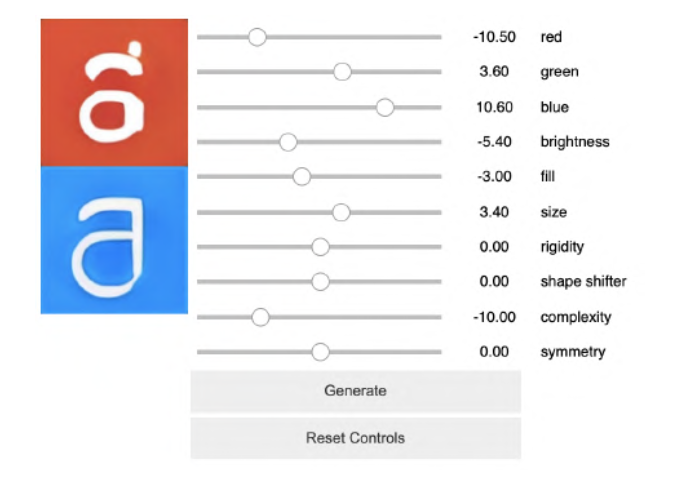 -10.50 red
3.60 green
10.60 blue
-5.40 brightness
-3.00 fill
3.40 size
0.00 rigidity
0.00 shape shifter
-10.00 complexity
0.00 symmetry
Generate
Reset Controls